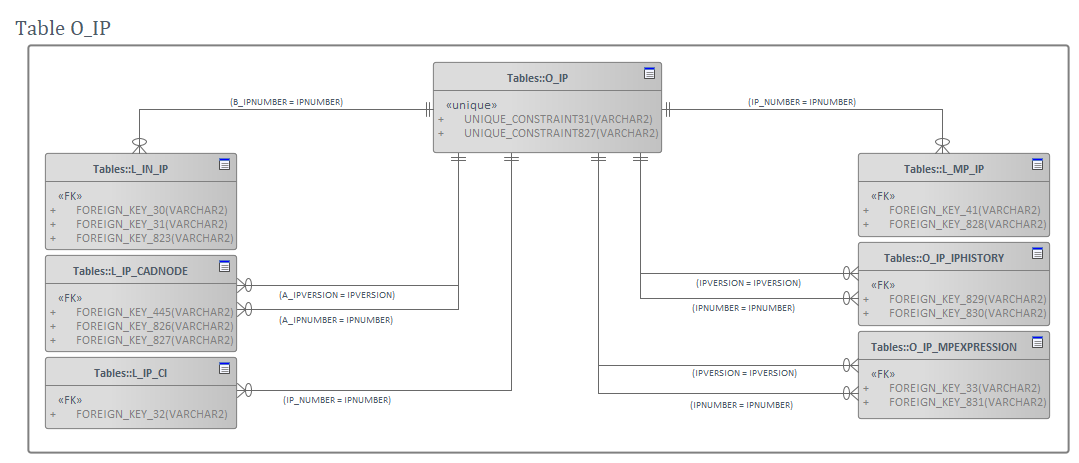 Table O_IP
Tables::O_IP
«unique»
+ UNIQUE_CONSTRAINT31(VARCHAR2)
+ UNIQUE_CONSTRAINT827(VARCHAR2)
(B_IPNUMBER = IPNUMBER)
(IP_NUMBER = IPNUMBER)
Tables::L_IN_IP
«FK»
+ FOREIGN_KEY_30(VARCHAR2)
+ FOREIGN_KEY_31(VARCHAR2)
+ FOREIGN_KEY_823(VARCHAR2)
Tables::L_MP_IP
«FK»
+ FOREIGN_KEY_41(VARCHAR2)
+ FOREIGN_KEY_828(VARCHAR2)
Tables::L_IP_CADNODE
«FK»
+ FOREIGN_KEY_445(VARCHAR2)
+ FOREIGN_KEY_826(VARCHAR2)
+ FOREIGN_KEY_827(VARCHAR2)
(A_IPVERSION = IPVERSION)
(A_IPNUMBER = IPNUMBER)
Tables::O_IP_IPHISTORY
«FK»
+ FOREIGN_KEY_829(VARCHAR2)
+ FOREIGN_KEY_830(VARCHAR2)
(IPVERSION = IPVERSION)
(IPNUMBER = IPNUMBER)
Tables::L_IP_CI
«FK»
+ FOREIGN_KEY_32(VARCHAR2)
(IP_NUMBER = IPNUMBER)
Tables::O_IP_MPEXPRESSION
«FK»
+ FOREIGN_KEY_33(VARCHAR2)
+ FOREIGN_KEY_831(VARCHAR2)
(IPVERSION = IPVERSION)
(IPNUMBER = IPNUMBER)